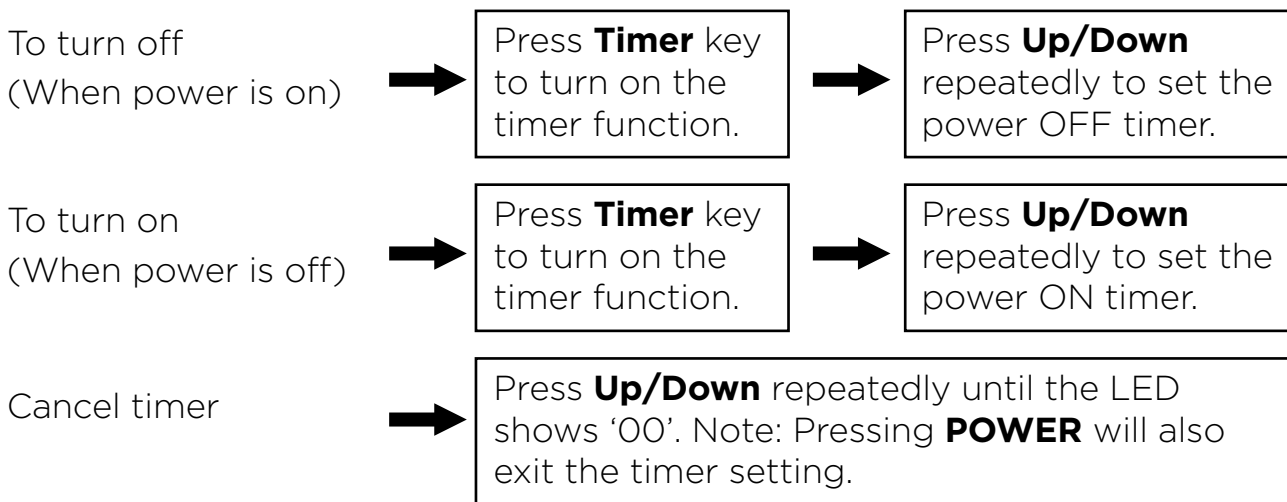 To turn off
(When power is on)
Press Timer key
to turn on the
timer function.
Press Up/Down
repeatedly to set the
power OFF timer.
To turn on
(When power is off)
Press Timer key
to turn on the
timer function.
Press Up/Down
repeatedly to set the
power ON timer.
Cancel timer
Press Up/Down repeatedly until the LED
shows ‘00’. Note: Pressing POWER will also
exit the timer setting.